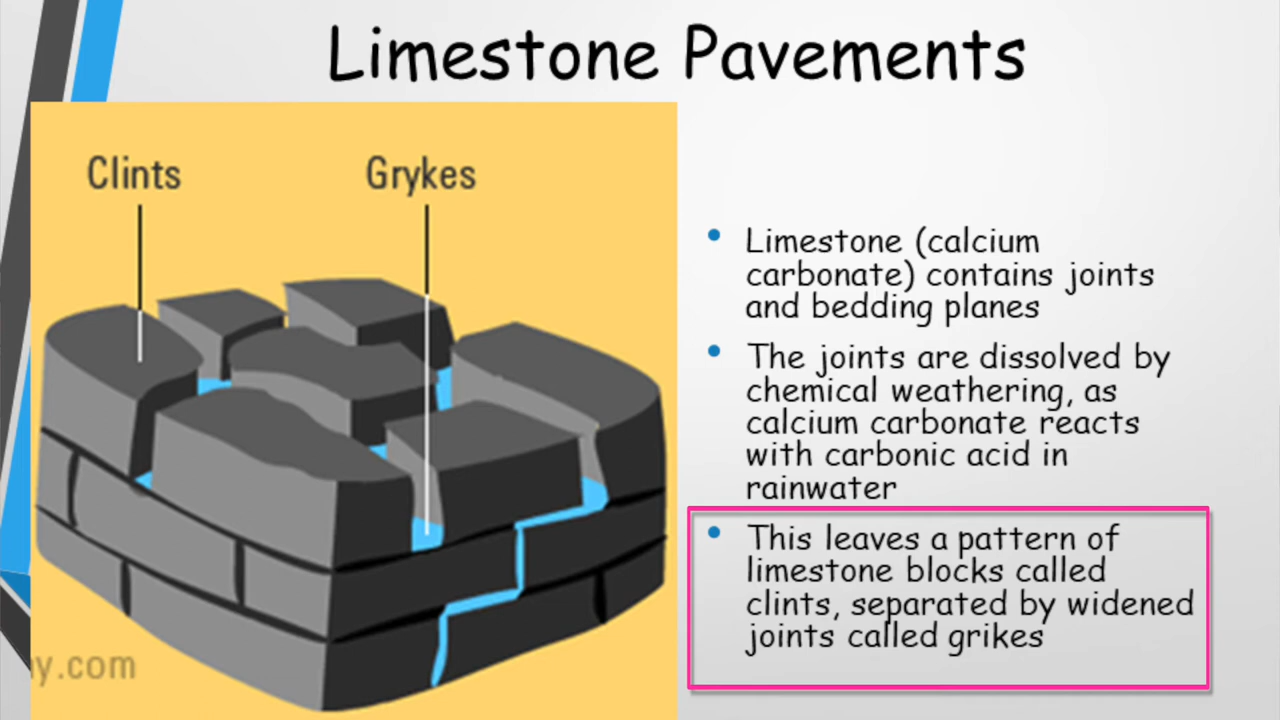 Limestone Pavements
Clints
Grykes
Limestone (calcium
carbonate) contains joints
and bedding planes
The joints are dissolved by
chemical weathering, as
calcium carbonate reacts
with carbonic acid in
rainwater
This leaves a pattern of
limestone blocks called
clints, separated by widened
joints called grikes
y.com